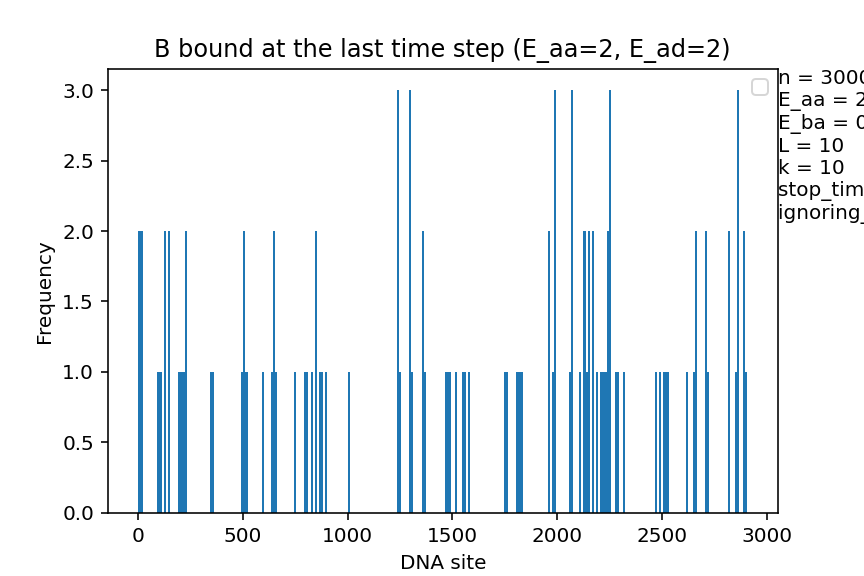 B bound at the last time step (E_aa=2, E_ad=2)
n = 3000
E_aa = 2
E_ba = 0
L = 10
k = 10
stop_tim
ignoring_
3.0
2.5
2.0
1.5
1.0
0.5
0.0
Frequency
0 500 1000 1500 2000 2500 3000
DNA site